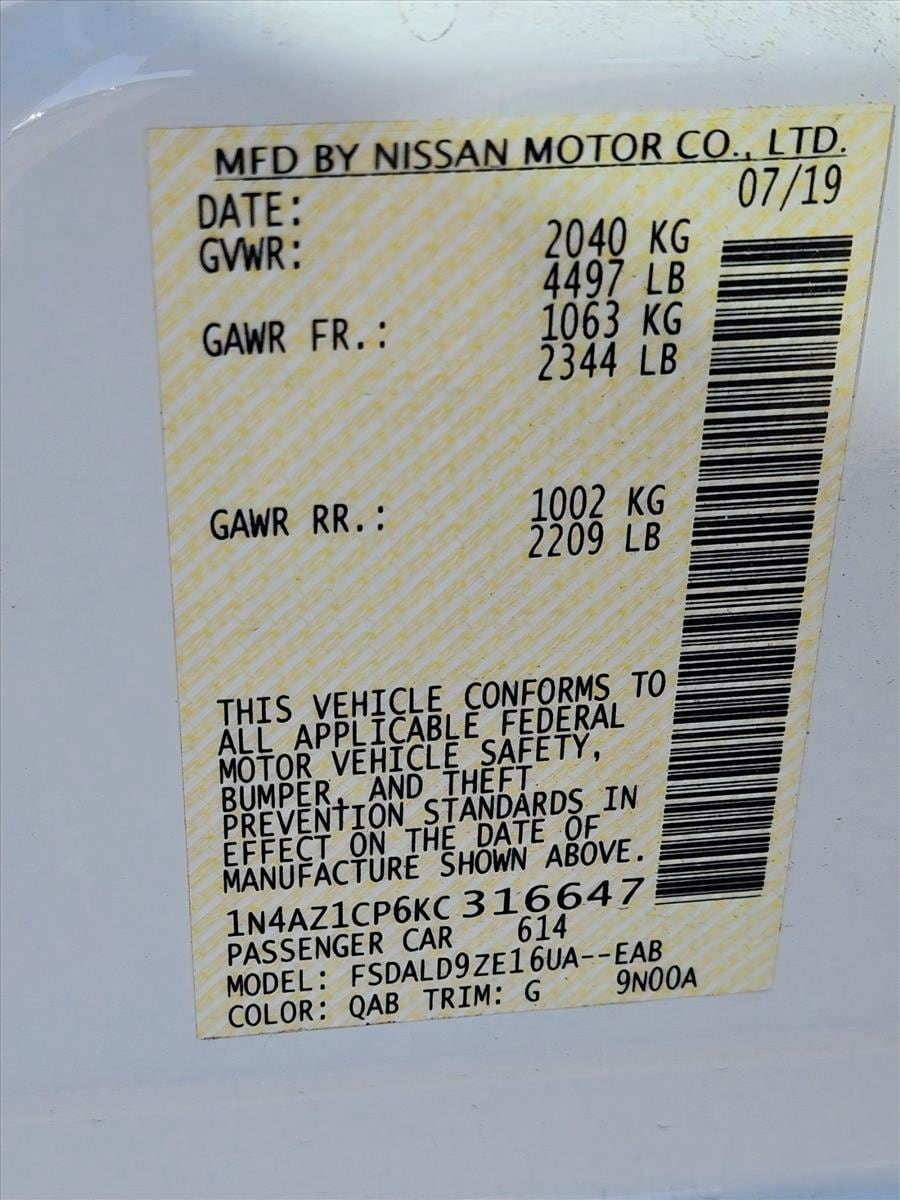 MFD BY NISSAN MOTOR CO., LTD.
DATE: 07/19
GVWR: 2040 KG
4497 LB
GAWR FR.: 1063 KG
2344 LB
GAWR RR.: 1002 KG
2209 LB
THIS VEHICLE CONFORMS TO
ALL APPLICABLE FEDERAL
MOTOR VEHICLE SAFETY,
BUMPER, AND THEFT
PREVENTION STANDARDS IN
EFFECT ON THE DATE OF
MANUFACTURE SHOWN ABOVE.
1N4AZ1CP6KC 316647
PASSENGER CAR 614
MODEL: FSDALD9ZE16UA--EAB
COLOR: QAB TRIM: G 9N00A